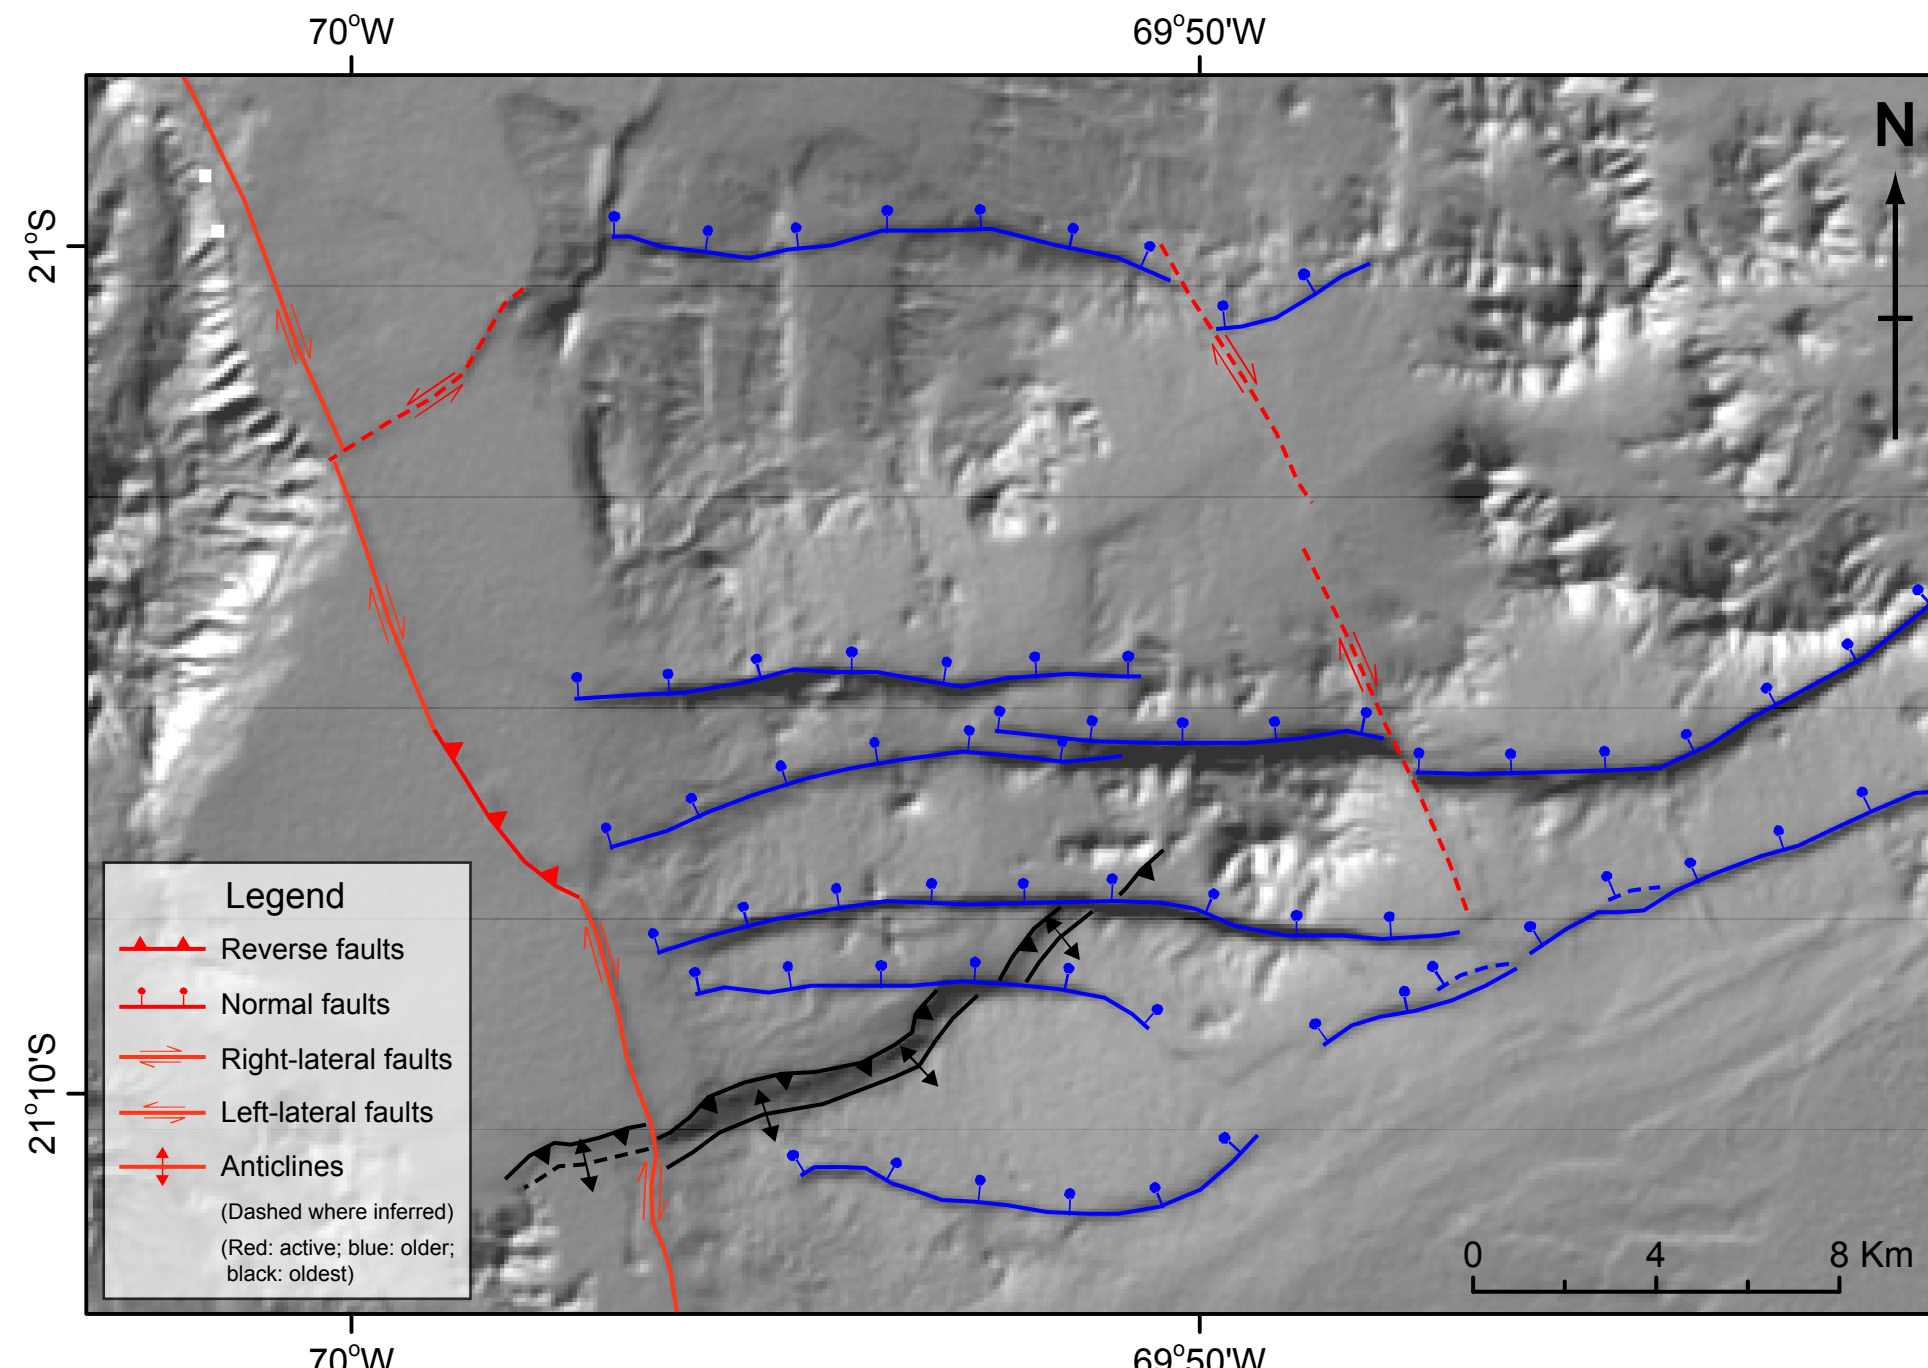 70°W 69°50'W
N
21°S
21°10'S
Legend
Reverse faults
Normal faults
Right-lateral faults
Left-lateral faults
Anticlines
(Dashed where inferred)
(Red: active; blue: older;
black: oldest)
0 4 8 Km
70°W 69°50'W